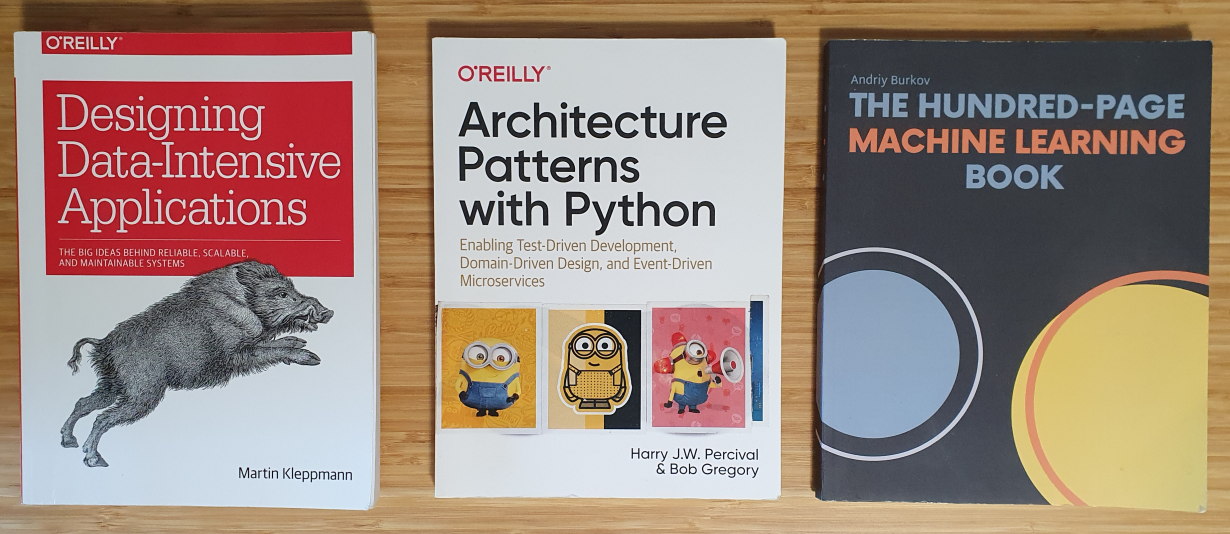 O'REILLY®
Designing
Data-Intensive
Applications
THE BIG IDEAS BEHIND RELIABLE, SCALABLE,
AND MAINTAINABLE SYSTEMS
Martin Kleppmann
O'REILLY®
Architecture
Patterns
with Python
Enabling Test-Driven Development,
Domain-Driven Design, and Event-Driven
Microservices
Harry J.W. Percival
& Bob Gregory
Andriy Burkov
THE HUNDRED-PAGE
MACHINE LEARNING
BOOK